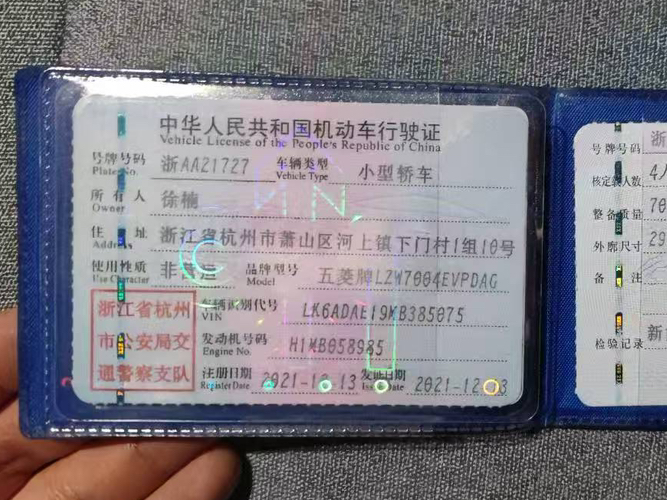 中华人民共和国机动车行驶证
Vehicle License of the People's Republic of China
号牌号码 浙AA21727 车辆类型 小型轿车
Plate No. Vehicle Type
所有人 徐楠
Owner
住址 浙江省杭州市萧山区河上镇下门村1组10号
Address
使用性质 非 品牌型号 五菱牌LZW7004EVPDAG
Use Character Model
浙江省杭州
市公安局交
通警察支队
车辆识别代号 LK6ADAE19MB385075
VIN
发动机号码 H1MB058985
Engine No.
注册日期 2021-12-13 发证日期 2021-12-13
Register Date Issue Date
号牌号码 浙
核定载人数 4人
整备质量 70
外廓尺寸 29
备注
检验记录 新